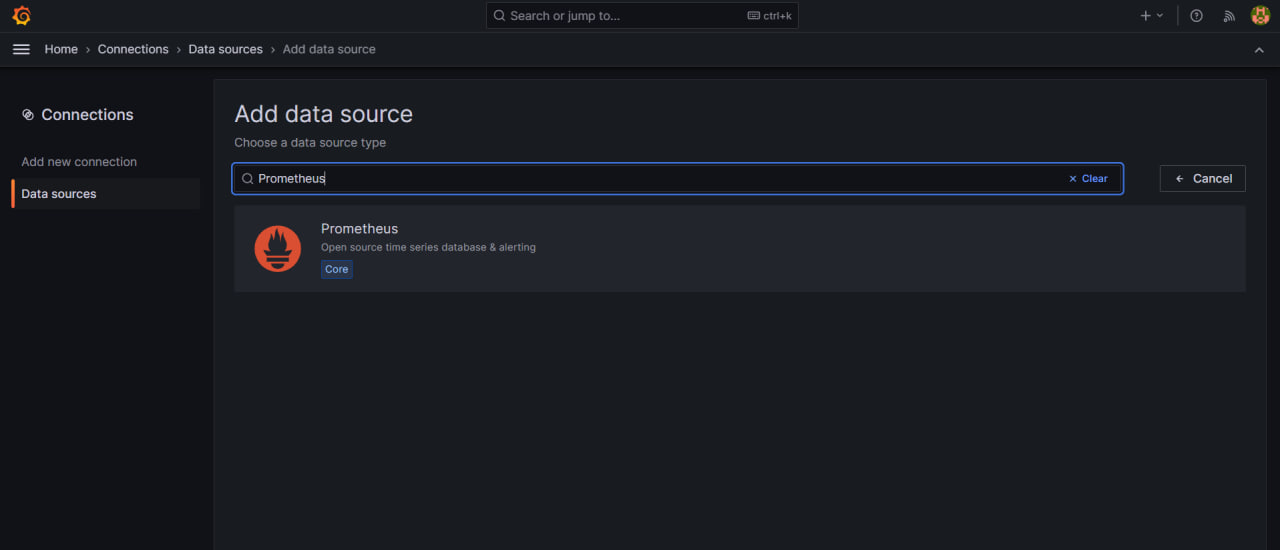 Search or jump to... ctrl+k
Home › Connections › Data sources › Add data source
Connections
Add new connection
Data sources
Add data source
Choose a data source type
Prometheus Clear
Cancel
Prometheus
Open source time series database & alerting
Core